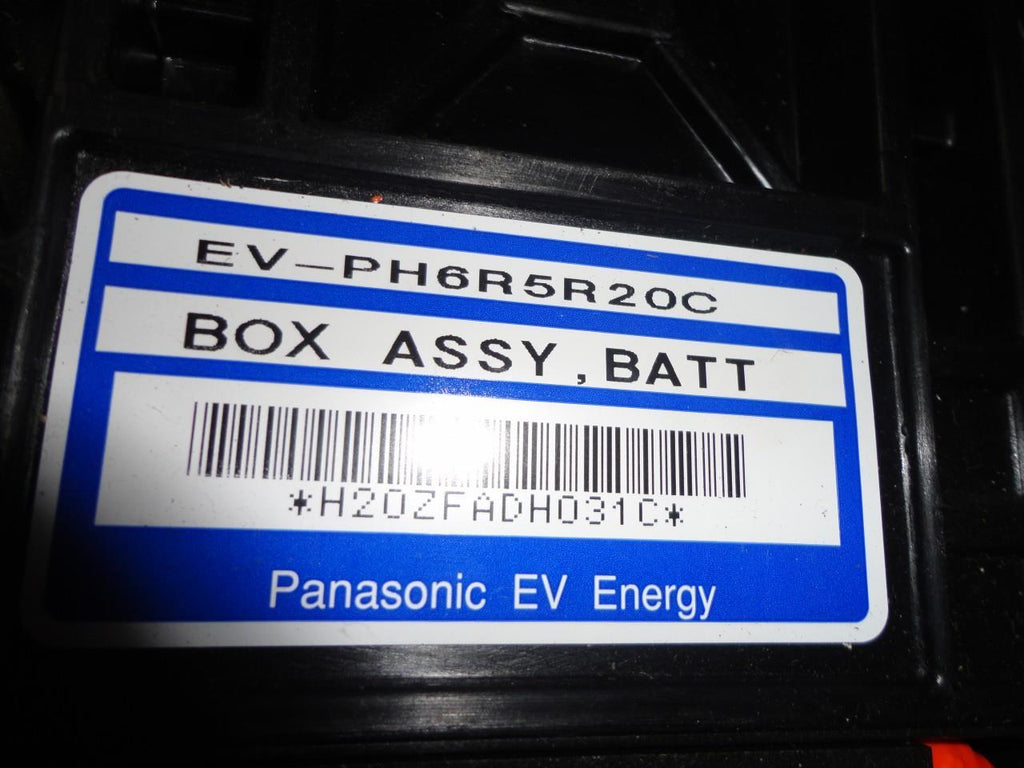 EV-PH6R5R20C
BOX ASSY,BATT
*H20ZFADH031C*
Panasonic EV Energy